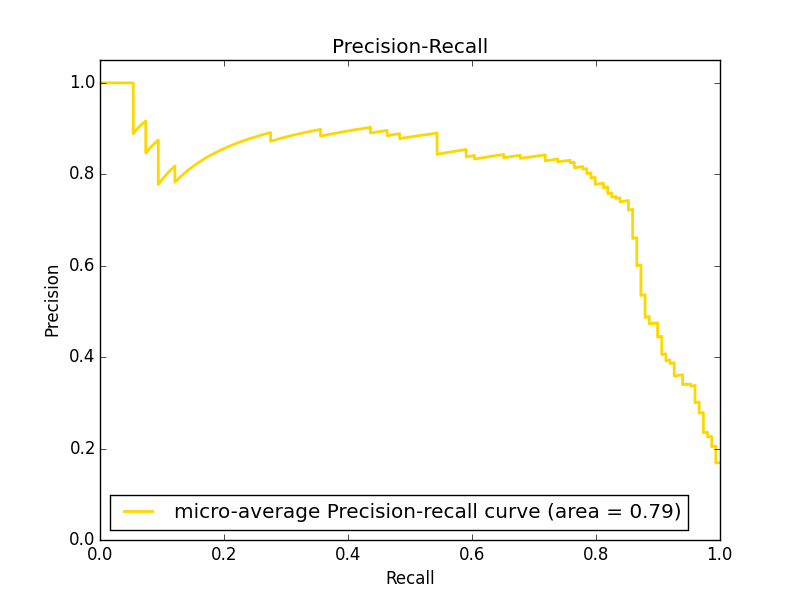 Precision-Recall
1.0
0.8
0.6
0.4
0.2
0.0
Precision
micro-average Precision-recall curve (area = 0.79)
0.0 0.2 0.4 0.6 0.8 1.0
Recall